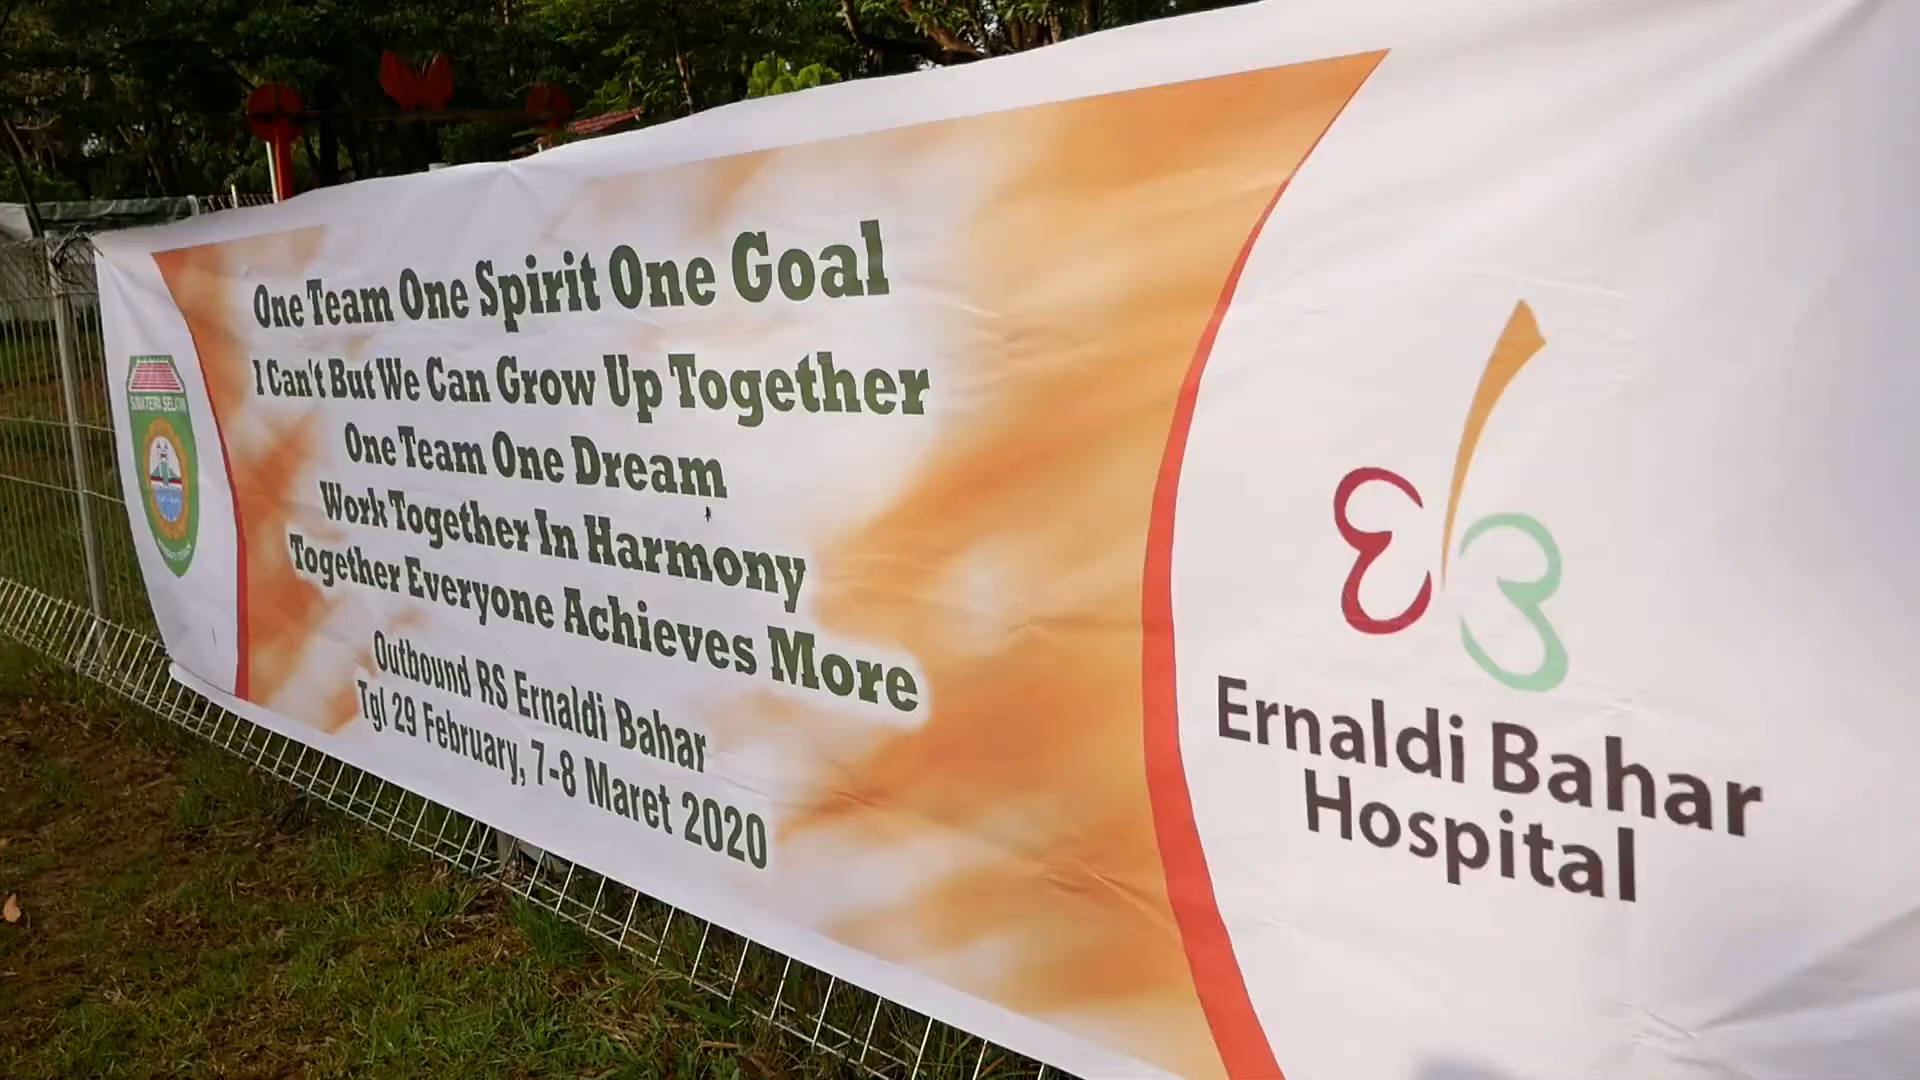 One Team One Spirit One Goal
I Can't But We Can Grow Up Together
One Team One Dream
Work Together In Harmony
Together Everyone Achieves More
Outbound RS Ernaldi Bahar
Tgl 29 February, 7-8 Maret 2020
Ernaldi Bahar
Hospital